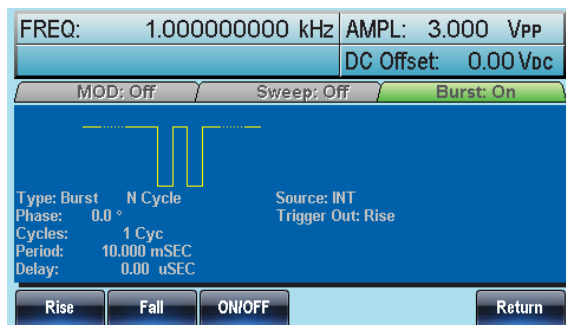 FREQ: 1.000000000 kHz AMPL: 3.000 VPP
DC Offset: 0.00 VDC
MOD: Off Sweep: Off Burst: On
Type: Burst N Cycle Source: INT
Phase: 0.0 ° Trigger Out: Rise
Cycles: 1 Cyc
Period: 10.000 mSEC
Delay: 0.00 uSEC
Rise Fall ON/OFF Return